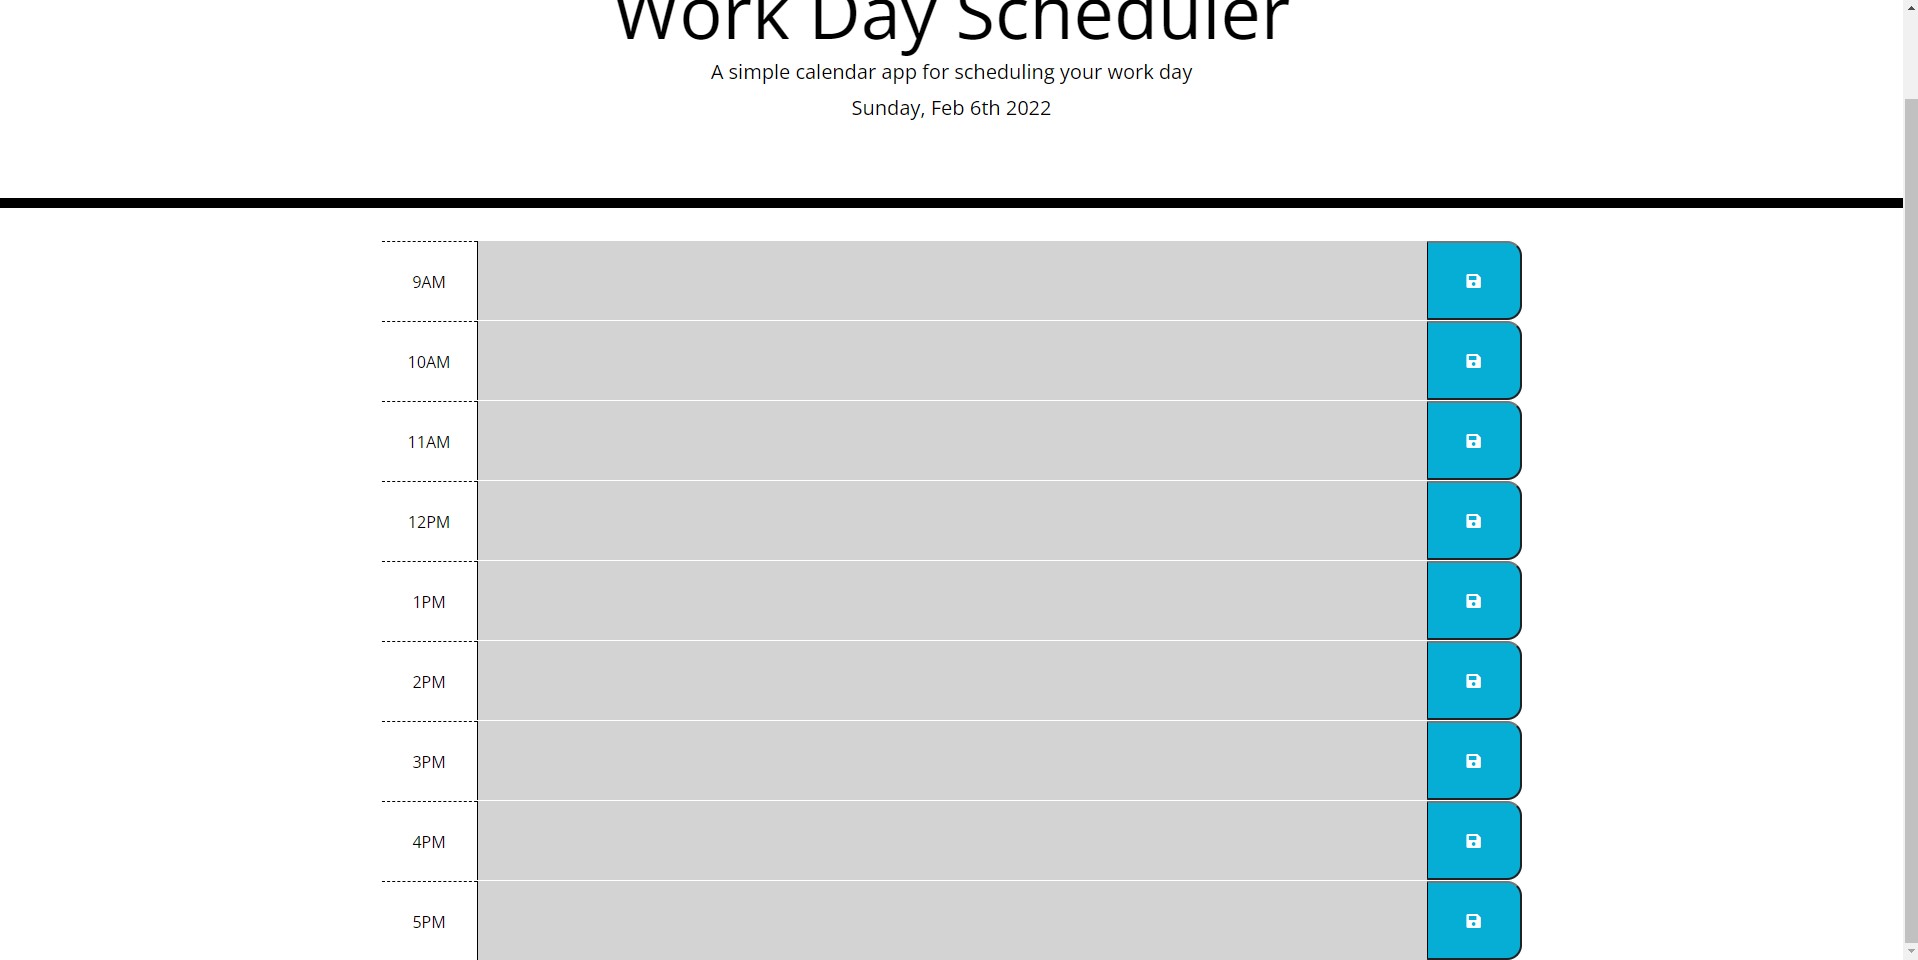 Work Day Scheduler
A simple calendar app for scheduling your work day
Sunday, Feb 6th 2022
9AM
10AM
11AM
12PM
1PM
2PM
3PM
4PM
5PM